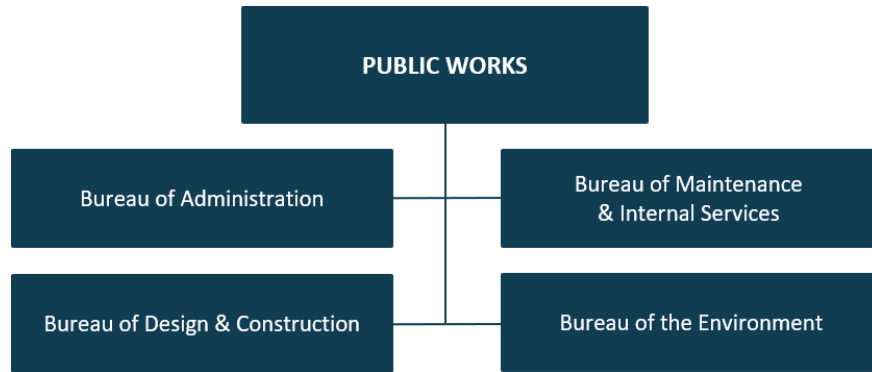 PUBLIC WORKS
Bureau of Administration
Bureau of Maintenance
& Internal Services
Bureau of Design & Construction
Bureau of the Environment